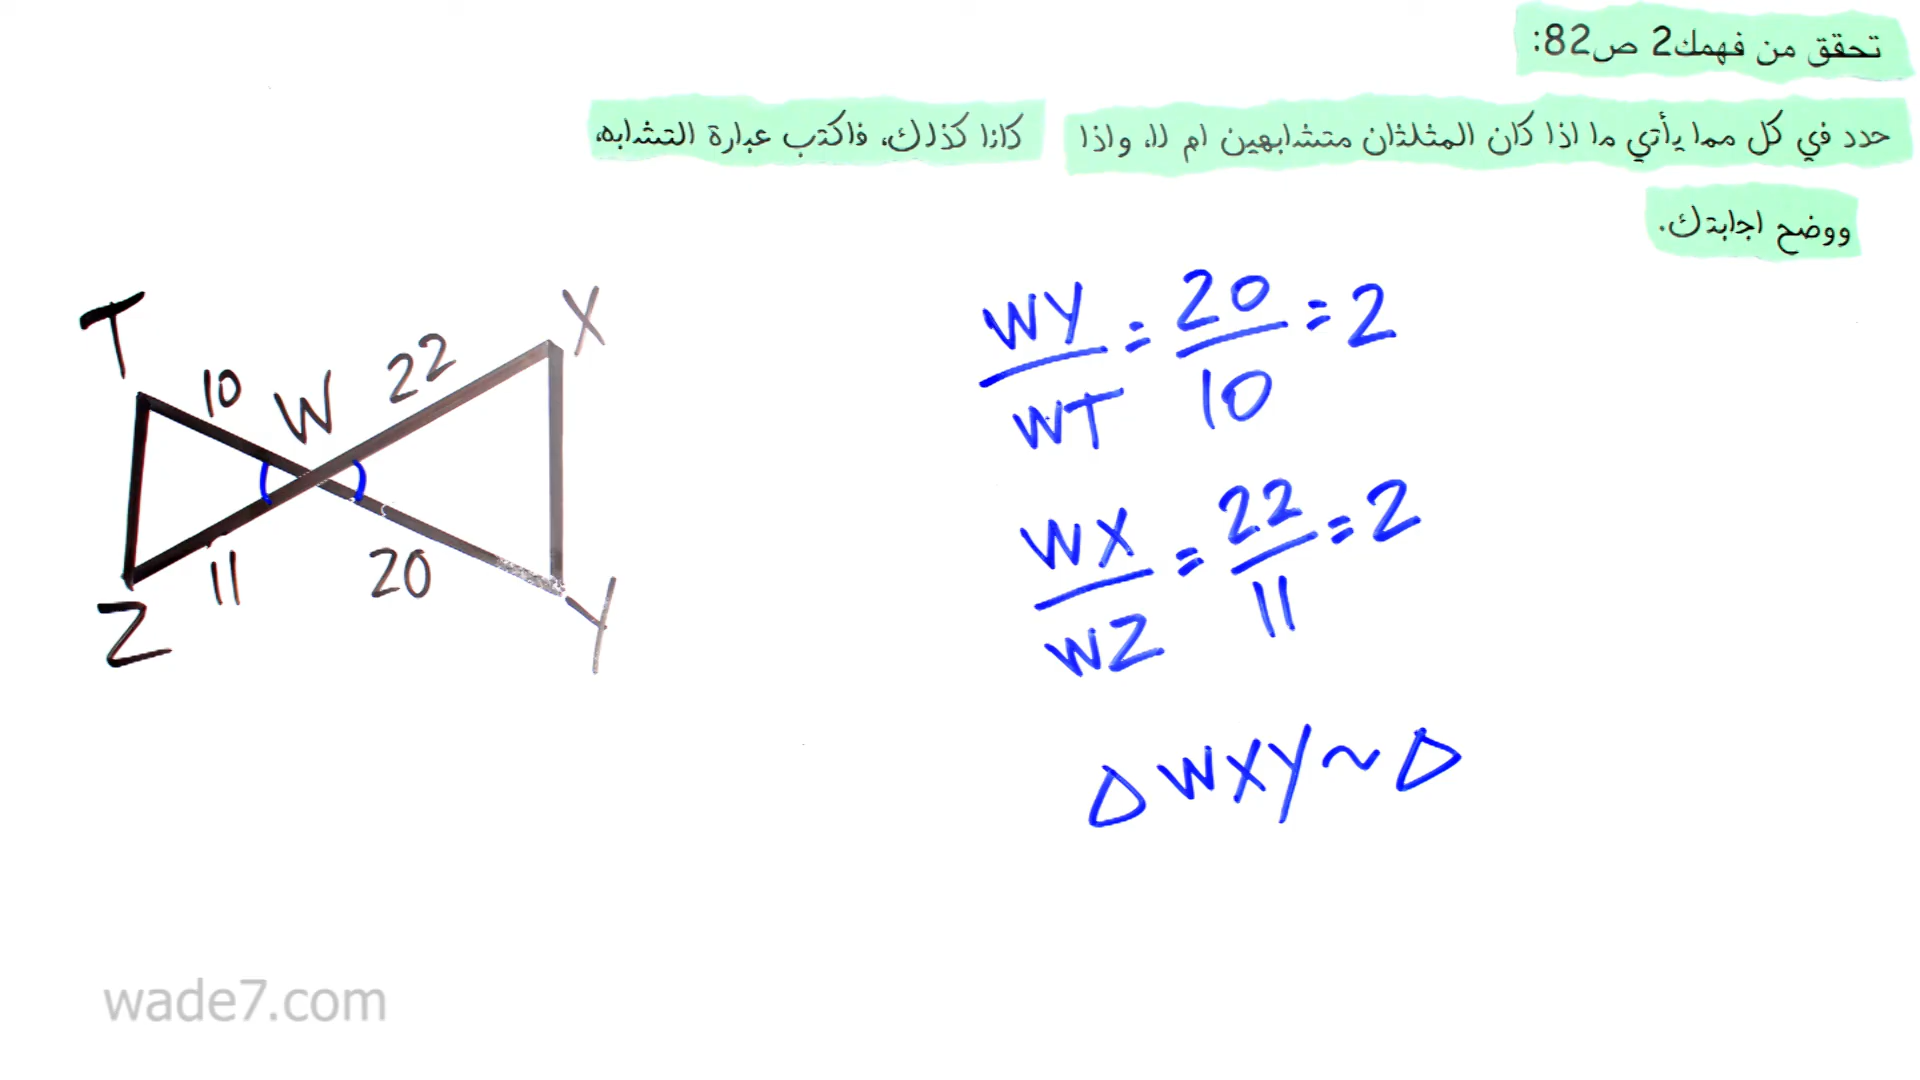 تحقق من فهمك2 ص82:
حدد في كل مما يأتي ما اذا كان المثلثان متشابهين ام لا، واذا كانا كذلك، فاكتب عبارة التشابه،
ووضح اجابتك.
T
X
10
W
22
11
20
Z
Y
WY/WT = 20/10 = 2
WX/WZ = 22/11 = 2
△ WXY ~ △
wade7.com